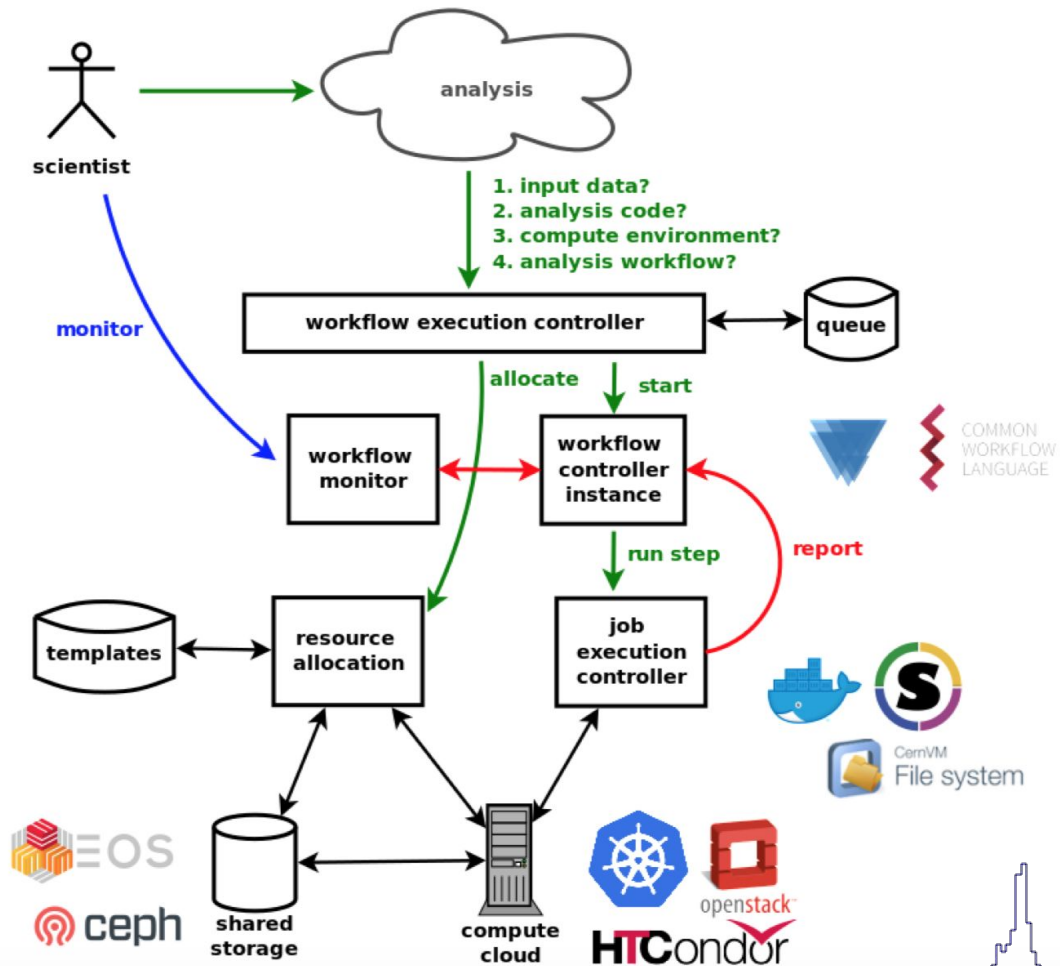 analysis
scientist
1. input data?
2. analysis code?
3. compute environment?
4. analysis workflow?
monitor
workflow execution controller
queue
allocate
start
workflow
monitor
workflow
controller
instance
COMMON
WORKFLOW
LANGUAGE
run step
report
templates
resource
allocation
job
execution
controller
S
CernVM
File system
EOS
ceph
shared
storage
compute
cloud
openstack
HTCondor